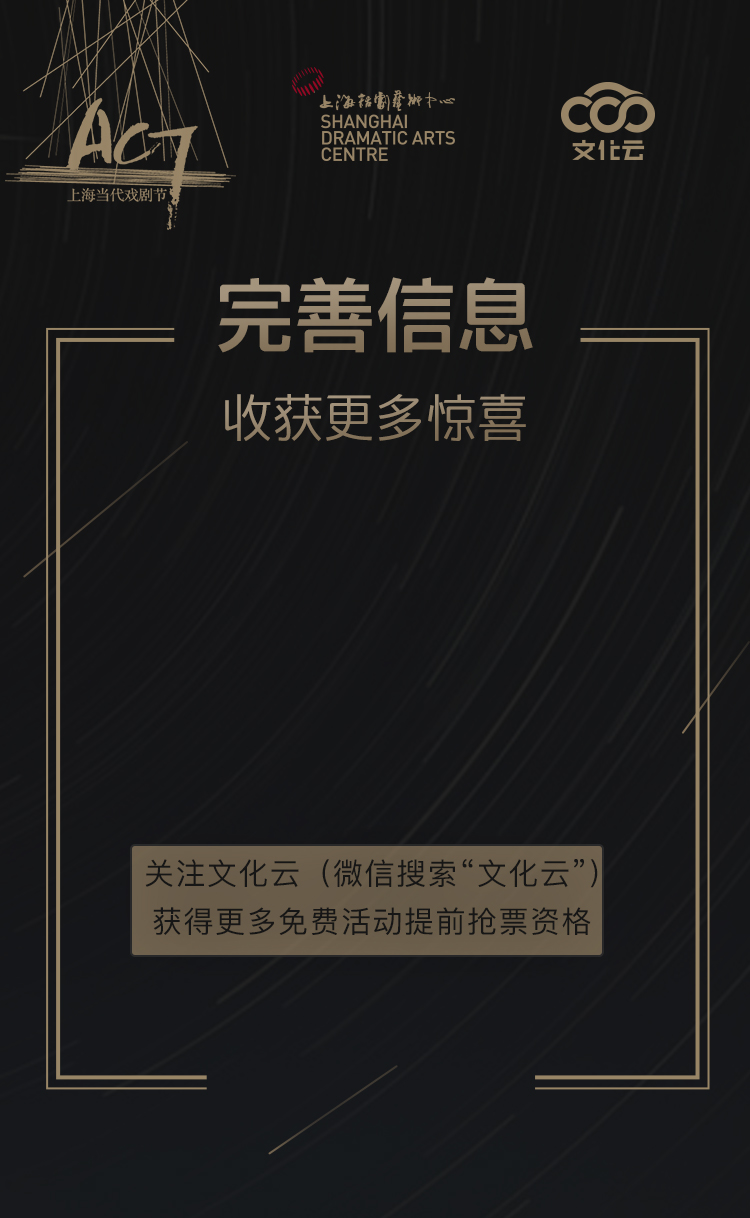 ACT
上海当代戏剧节
上海话剧艺术中心
SHANGHAI
DRAMATIC ARTS
CENTRE
文化云
完善信息
收获更多惊喜
关注文化云（微信搜索“文化云”）
获得更多免费活动提前抢票资格